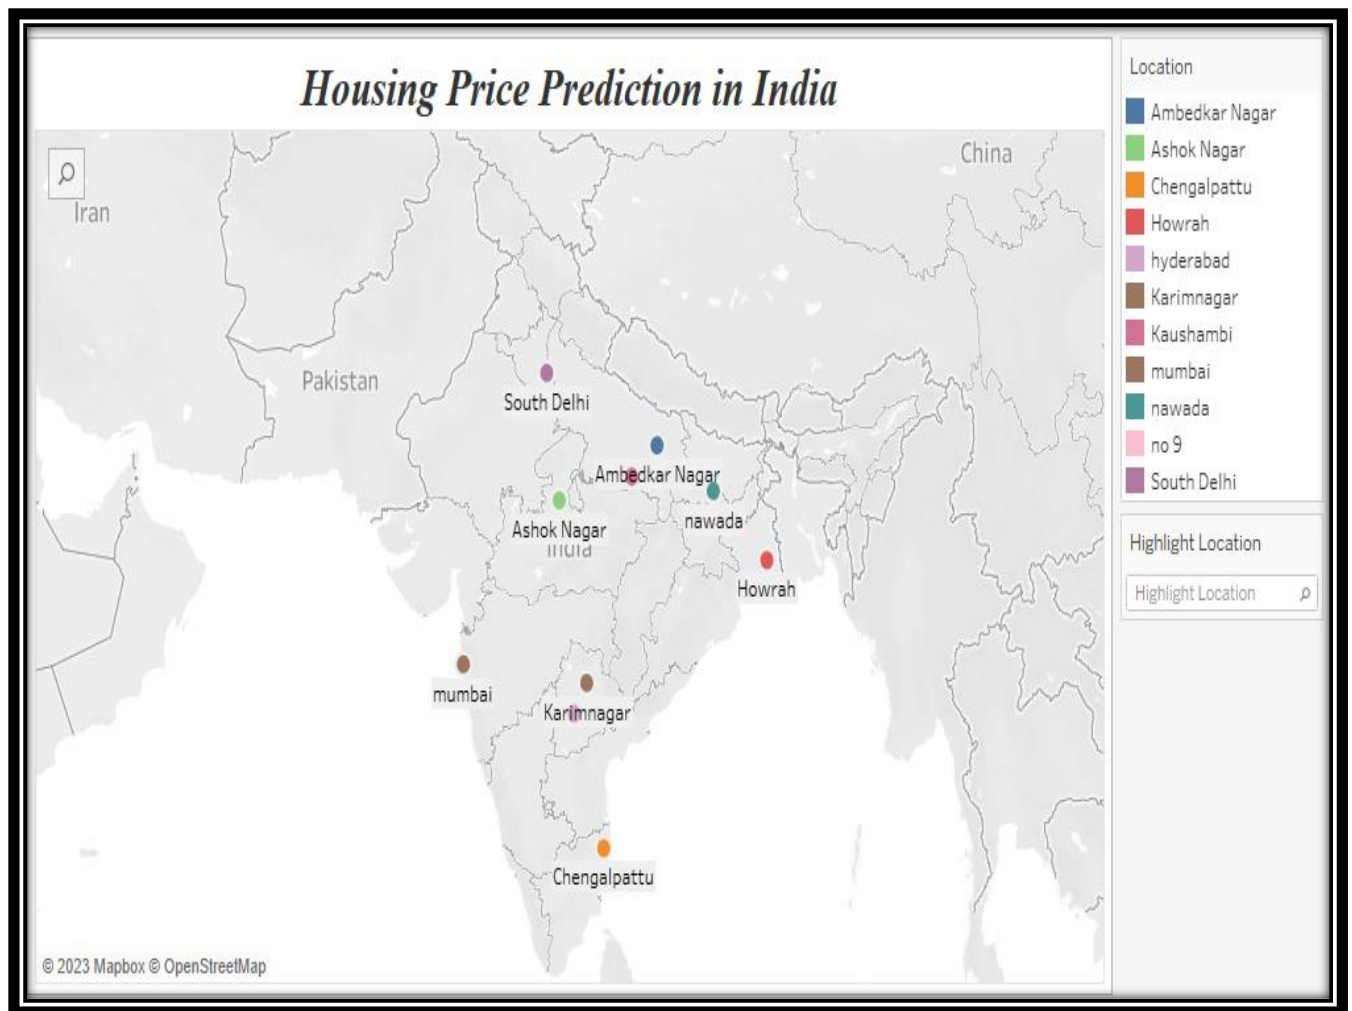 Housing Price Prediction in India
Iran
China
Pakistan
South Delhi
Ambedkar Nagar
nawada
Ashok Nagar
India
Howrah
mumbai
Karimnagar
Chengalpattu
© 2023 Mapbox © OpenStreetMap
Location
Ambedkar Nagar
Ashok Nagar
Chengalpattu
Howrah
hyderabad
Karimnagar
Kaushambi
mumbai
nawada
no 9
South Delhi
Highlight Location
Highlight Location